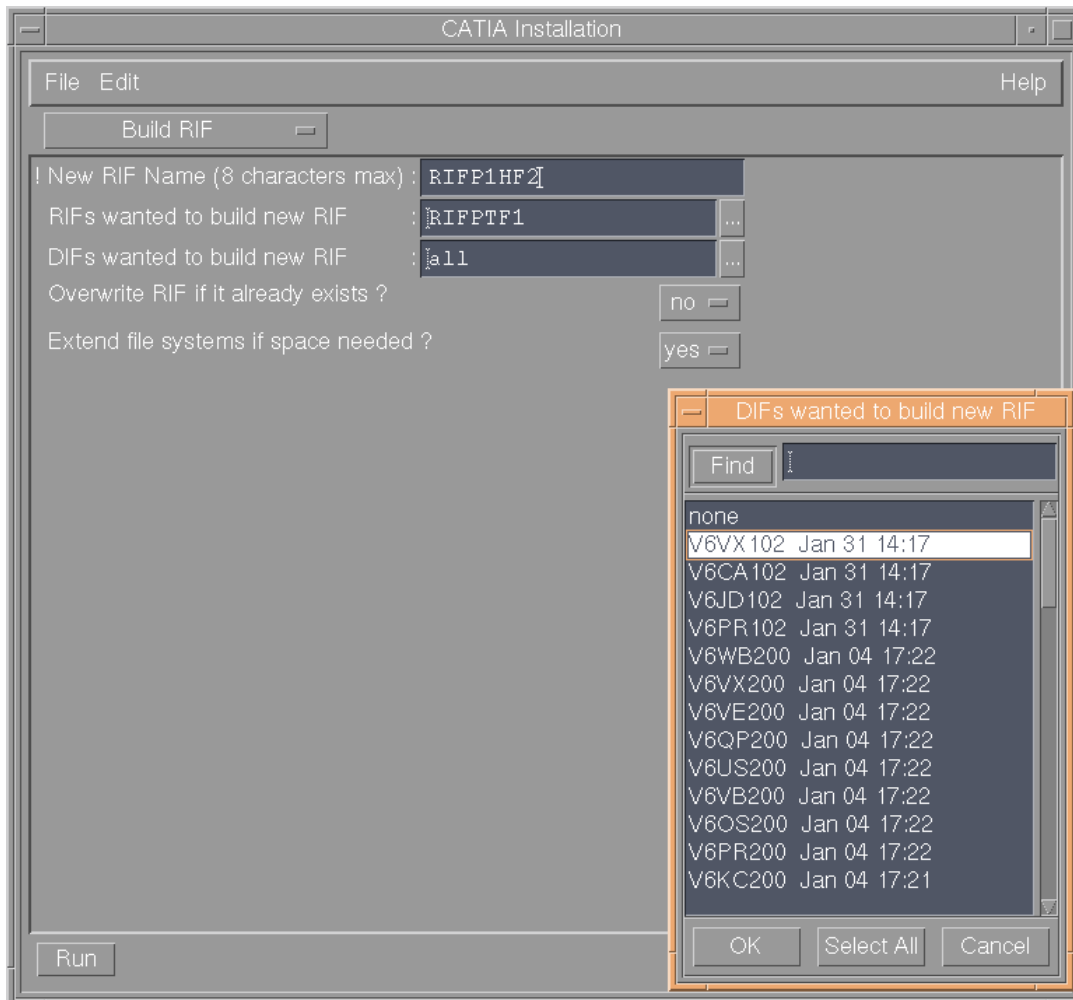 CATIA Installation
File Edit Help
Build RIF
! New RIF Name (8 characters max) : RIFP1HF2
RIFs wanted to build new RIF : RIFPTF1 ...
DIFs wanted to build new RIF : all ...
Overwrite RIF if it already exists ? no
Extend file systems if space needed ? yes
DIFs wanted to build new RIF
Find
none
V6VX102 Jan 31 14:17
V6CA102 Jan 31 14:17
V6JD102 Jan 31 14:17
V6PR102 Jan 31 14:17
V6WB200 Jan 04 17:22
V6VX200 Jan 04 17:22
V6VE200 Jan 04 17:22
V6QP200 Jan 04 17:22
V6US200 Jan 04 17:22
V6VB200 Jan 04 17:22
V6OS200 Jan 04 17:22
V6PR200 Jan 04 17:22
V6KC200 Jan 04 17:21
OK Select All Cancel
Run